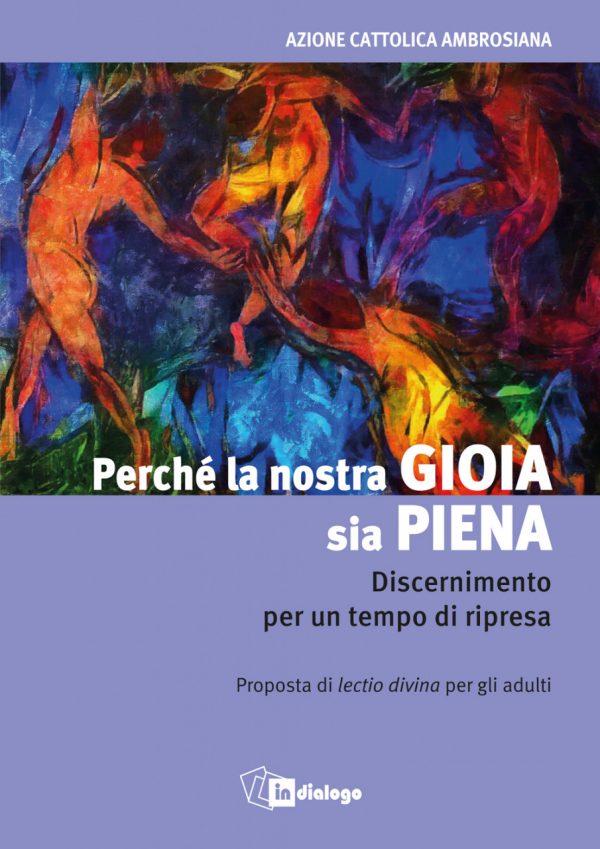 AZIONE CATTOLICA AMBROSIANA
Perché la nostra GIOIA
sia PIENA
Discernimento
per un tempo di ripresa
Proposta di lectio divina per gli adulti
in dialogo